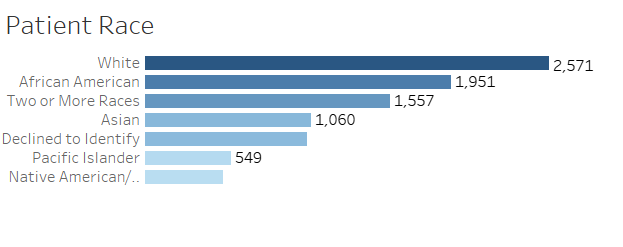 Patient Race
White 2,571
African American 1,951
Two or More Races 1,557
Asian 1,060
Declined to Identify
Pacific Islander 549
Native American/..